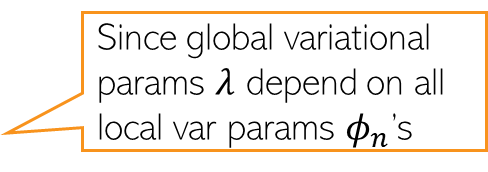 Since global variational
params λ depend on all
local var params ϕₙ's